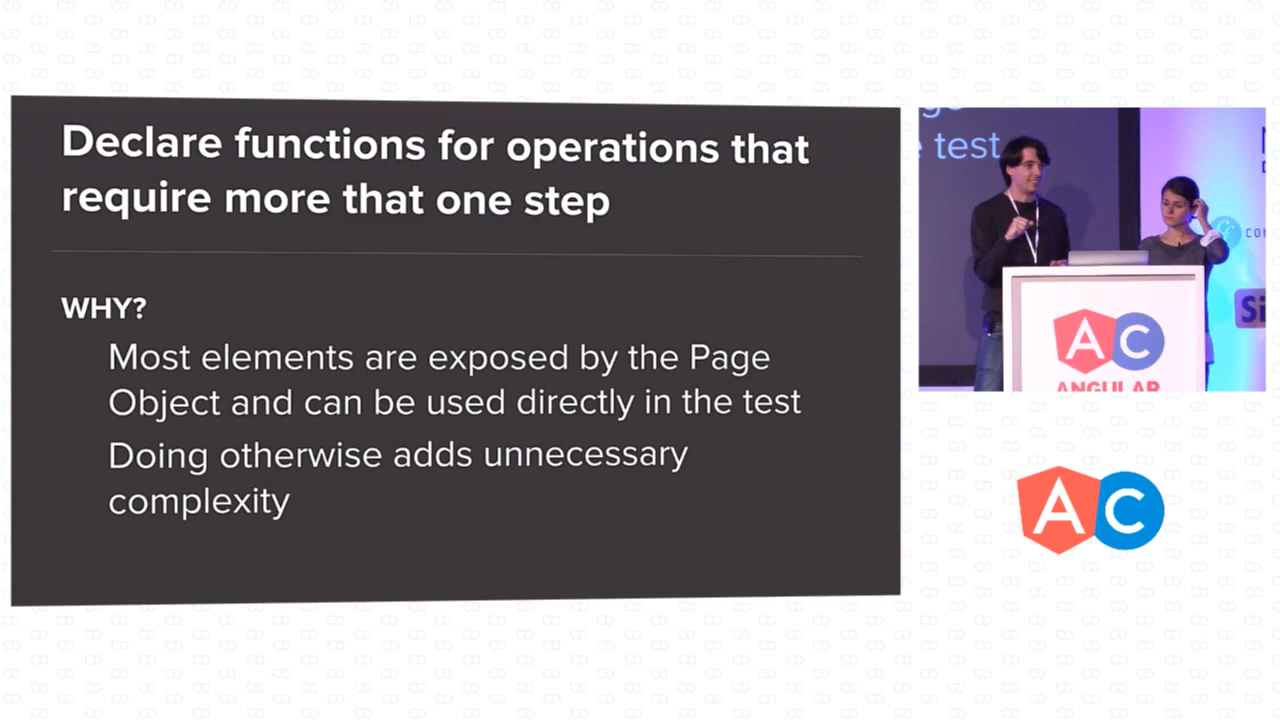 Declare functions for operations that
require more that one step
WHY?
Most elements are exposed by the Page
Object and can be used directly in the test
Doing otherwise adds unnecessary
complexity
test
AC
ANGULAR
AC